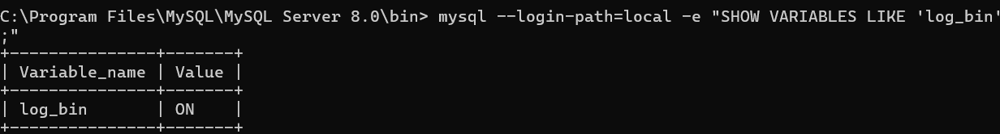 C:\Program Files\MySQL\MySQL Server 8.0\bin> mysql --login-path=local -e "SHOW VARIABLES LIKE 'log_bin'
;"
+---------------+-------+
| Variable_name | Value |
+---------------+-------+
| log_bin       | ON    |
+---------------+-------+